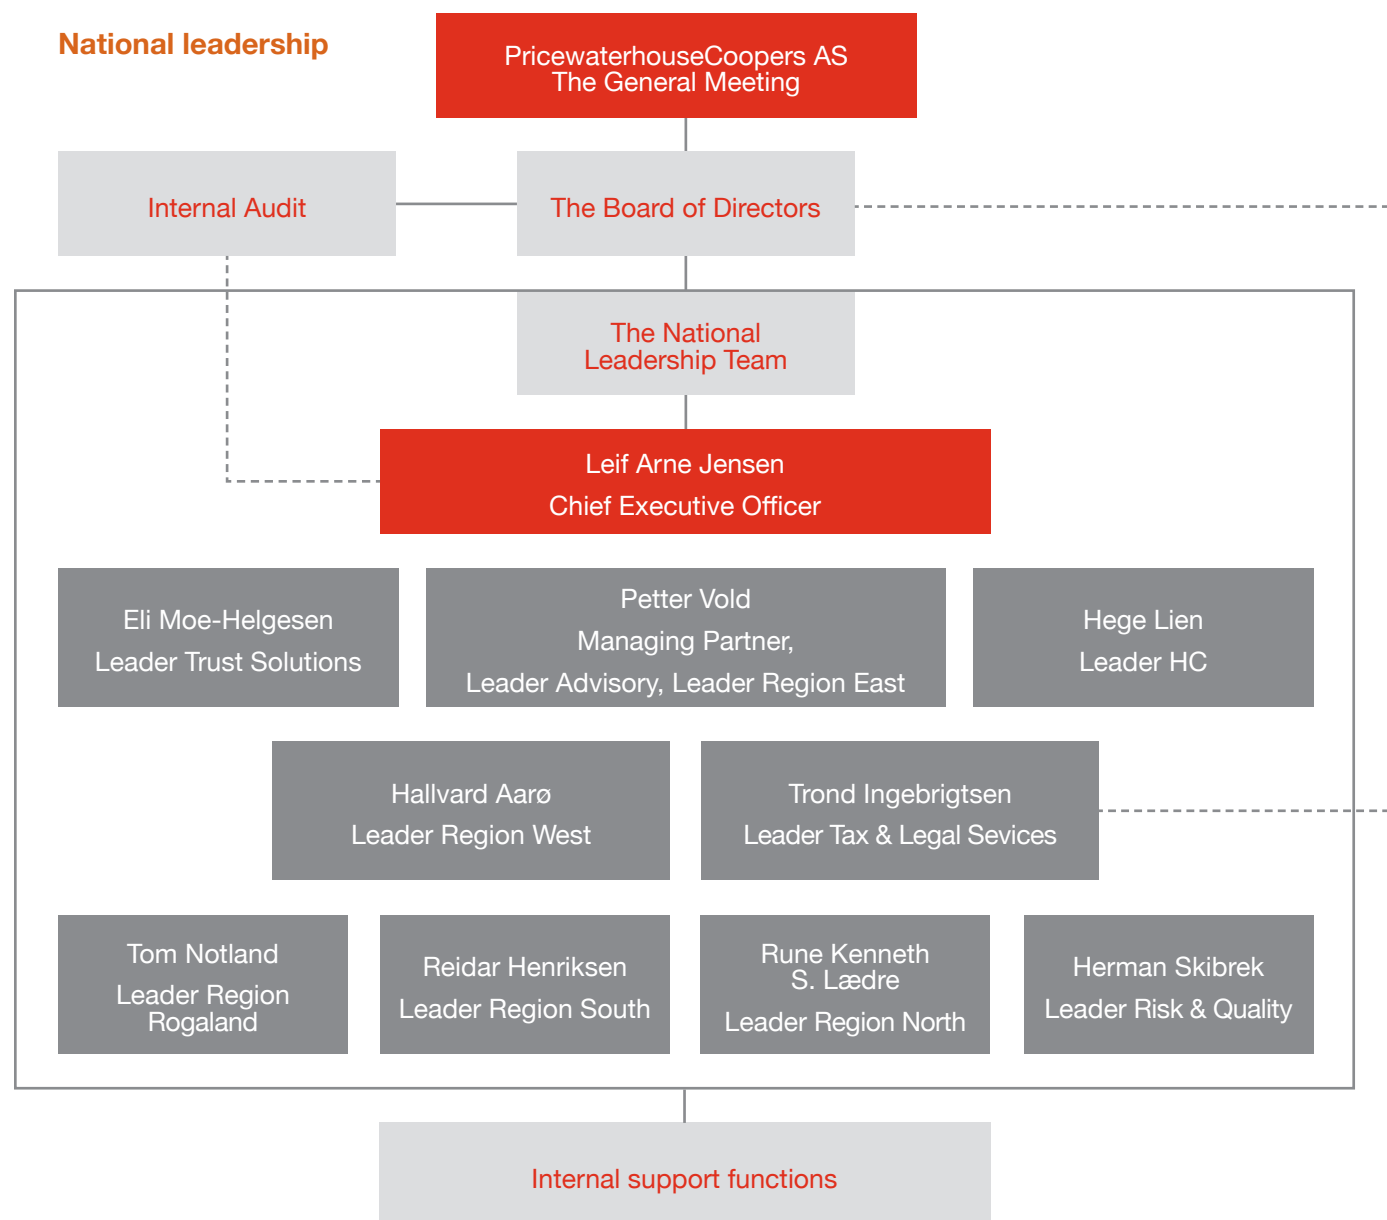 National leadership
PricewaterhouseCoopers AS
The General Meeting
Internal Audit
The Board of Directors
The National
Leadership Team
Leif Arne Jensen
Chief Executive Officer
Eli Moe-Helgesen
Leader Trust Solutions
Petter Vold
Managing Partner,
Leader Advisory, Leader Region East
Hege Lien
Leader HC
Hallvard Aarø
Leader Region West
Trond Ingebrigtsen
Leader Tax & Legal Sevices
Tom Notland
Leader Region
Rogaland
Reidar Henriksen
Leader Region South
Rune Kenneth
S. Lædre
Leader Region North
Herman Skibrek
Leader Risk & Quality
Internal support functions